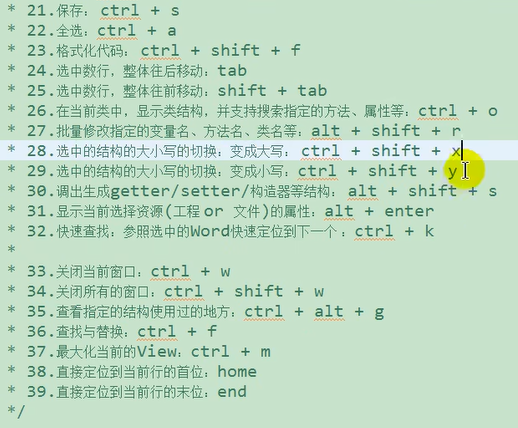 * 21.保存: ctrl + s
* 22.全选: ctrl + a
* 23.格式化代码: ctrl + shift + f
* 24.选中数行，整体往后移动: tab
* 25.选中数行，整体往前移动: shift + tab
* 26.在当前类中，显示类结构，并支持搜索指定的方法、属性等: ctrl + o
* 27.批量修改指定的变量名、方法名、类名等: alt + shift + r
* 28.选中的结构的大小写的切换: 变成大写: ctrl + shift + x
* 29.选中的结构的大小写的切换: 变成小写: ctrl + shift + y
* 30.调出生成getter/setter/构造器等结构: alt + shift + s
* 31.显示当前选择资源(工程 or 文件)的属性: alt + enter
* 32.快速查找: 参照选中的Word快速定位到下一个 : ctrl + k
*
* 33.关闭当前窗口: ctrl + w
* 34.关闭所有的窗口: ctrl + shift + w
* 35.查看指定的结构使用过的地方: ctrl + alt + g
* 36.查找与替换: ctrl + f
* 37.最大化当前的View: ctrl + m
* 38.直接定位到当前行的首位: home
* 39.直接定位到当前行的末位: end
*/